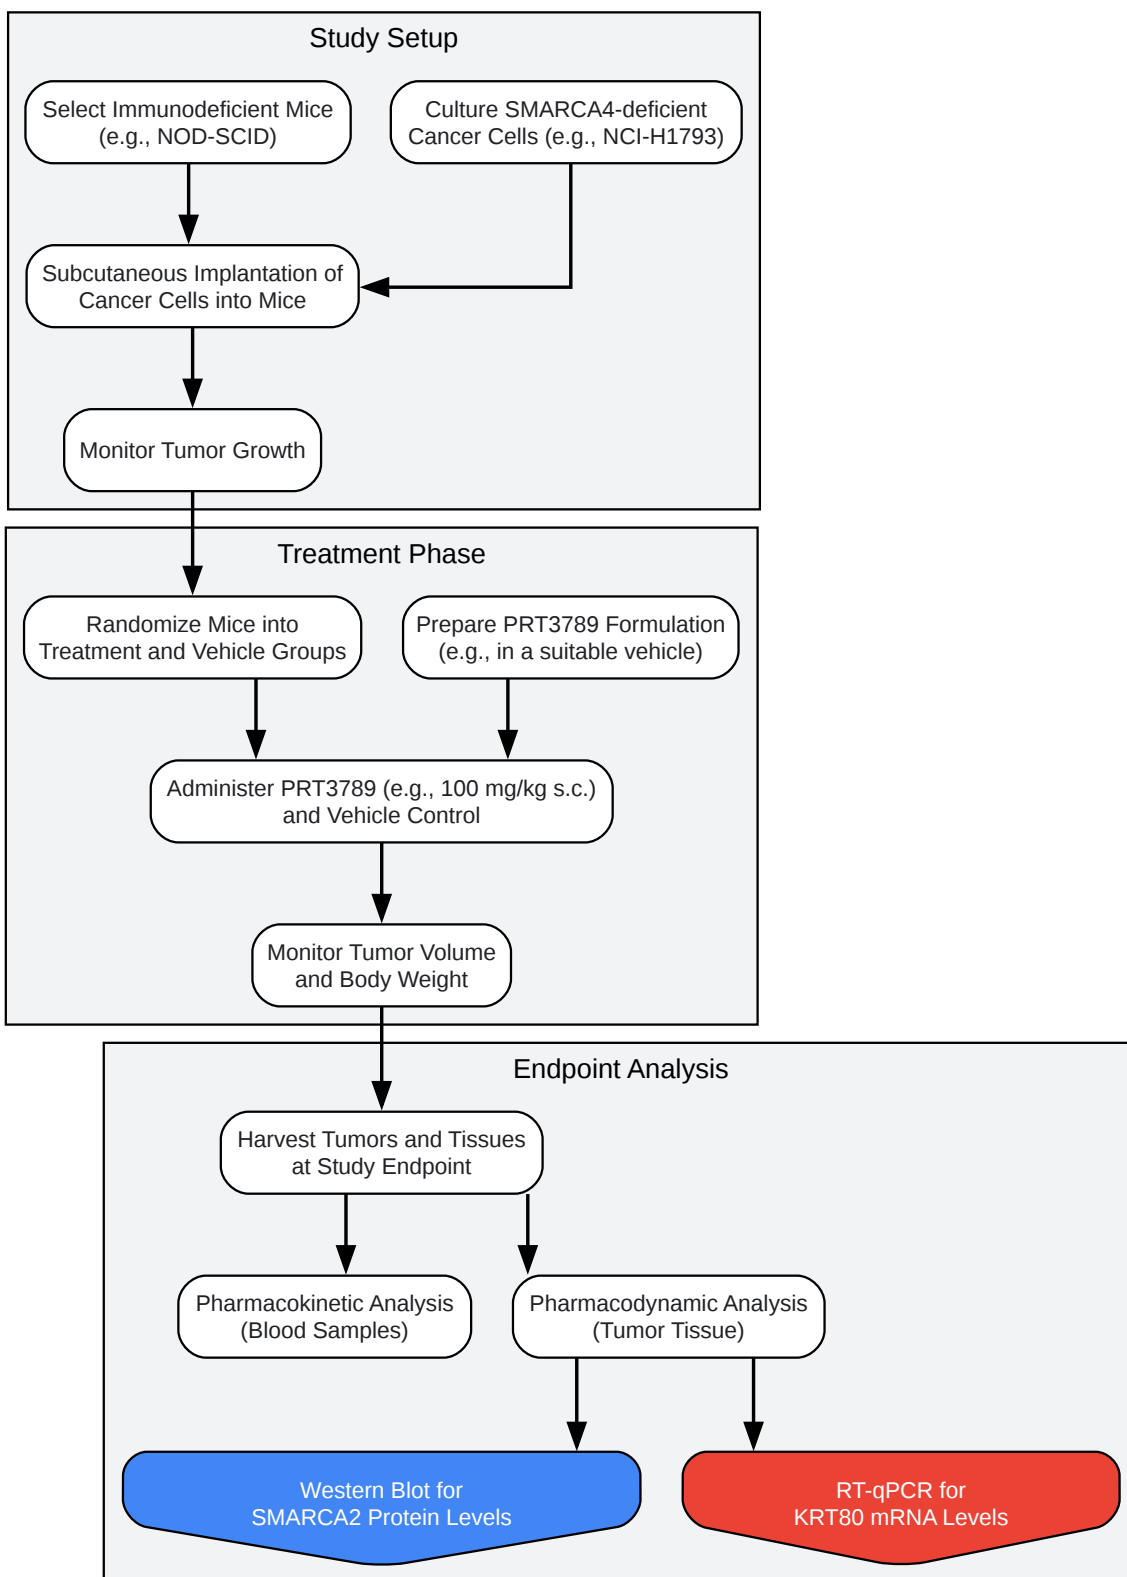 Study Setup
Select Immunodeficient Mice
(e.g., NOD-SCID)
Culture SMARCA4-deficient
Cancer Cells (e.g., NCI-H1793)
Subcutaneous Implantation of
Cancer Cells into Mice
Monitor Tumor Growth
Treatment Phase
Randomize Mice into
Treatment and Vehicle Groups
Prepare PRT3789 Formulation
(e.g., in a suitable vehicle)
Administer PRT3789 (e.g., 100 mg/kg s.c.)
and Vehicle Control
Monitor Tumor Volume
and Body Weight
Endpoint Analysis
Harvest Tumors and Tissues
at Study Endpoint
Pharmacokinetic Analysis
(Blood Samples)
Pharmacodynamic Analysis
(Tumor Tissue)
Western Blot for
SMARCA2 Protein Levels
RT-qPCR for
KRT80 mRNA Levels